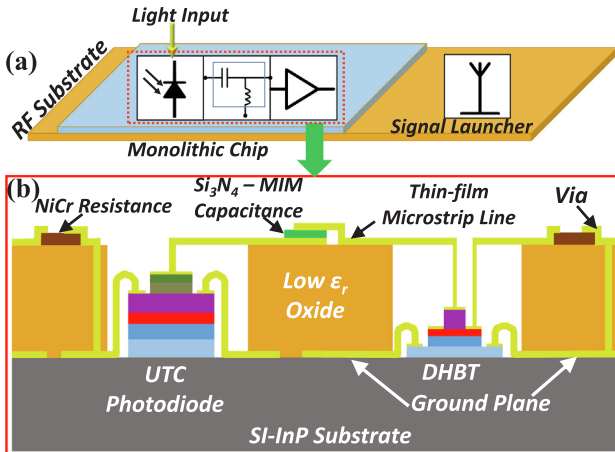 Light Input
(a)
RF Substrate
Monolithic Chip
Signal Launcher
(b)
Si₃N₄ – MIM
Capacitance
NiCr Resistance
Thin-film
Microstrip Line
Via
Low εᵣ
Oxide
UTC
Photodiode
DHBT
Ground Plane
SI-InP Substrate